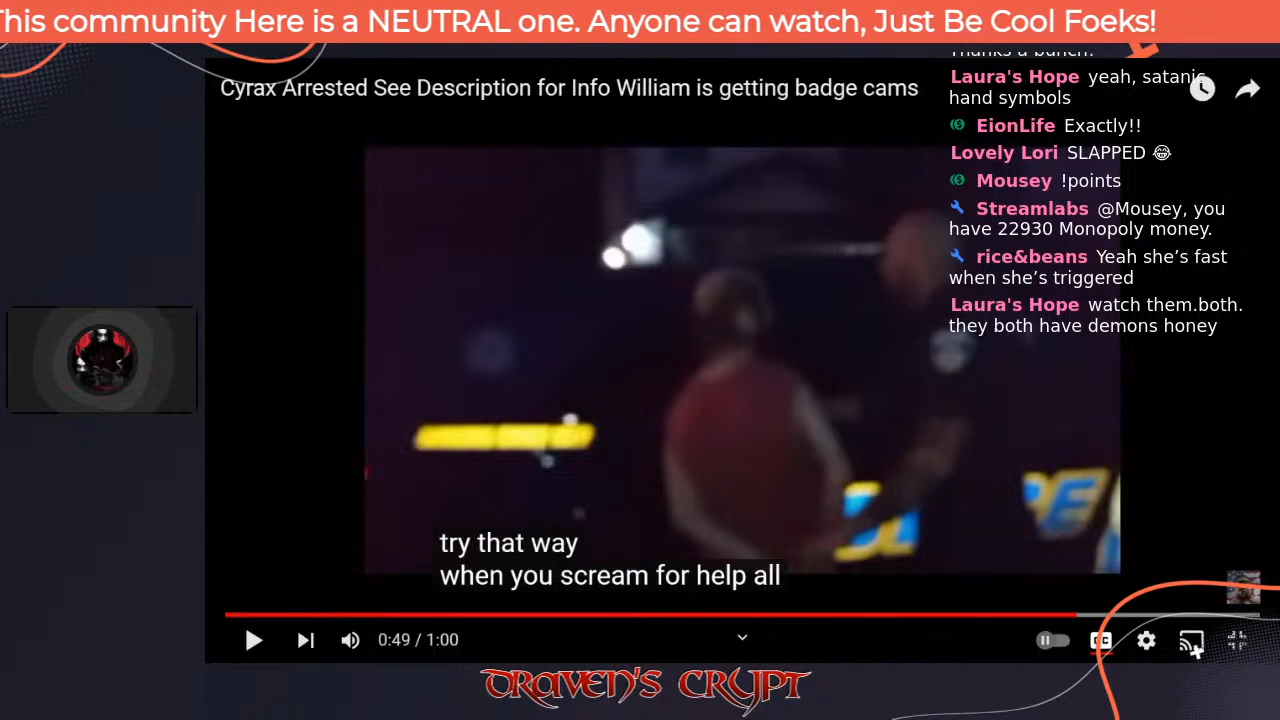 This community Here is a NEUTRAL one. Anyone can watch, Just Be Cool Foeks!
Thanks a bunch!
Cyrax Arrested See Description for Info William is getting badge cams
Laura's Hope yeah, satanic
hand symbols
EionLife Exactly!!
Lovely Lori SLAPPED 😂
Mousey !points
Streamlabs @Mousey, you
have 22930 Monopoly money.
rice&beans Yeah she’s fast
when she’s triggered
Laura's Hope watch them.both.
they both have demons honey
try that way
when you scream for help all
0:49 / 1:00
CC
DRAVEN'S CRYPT